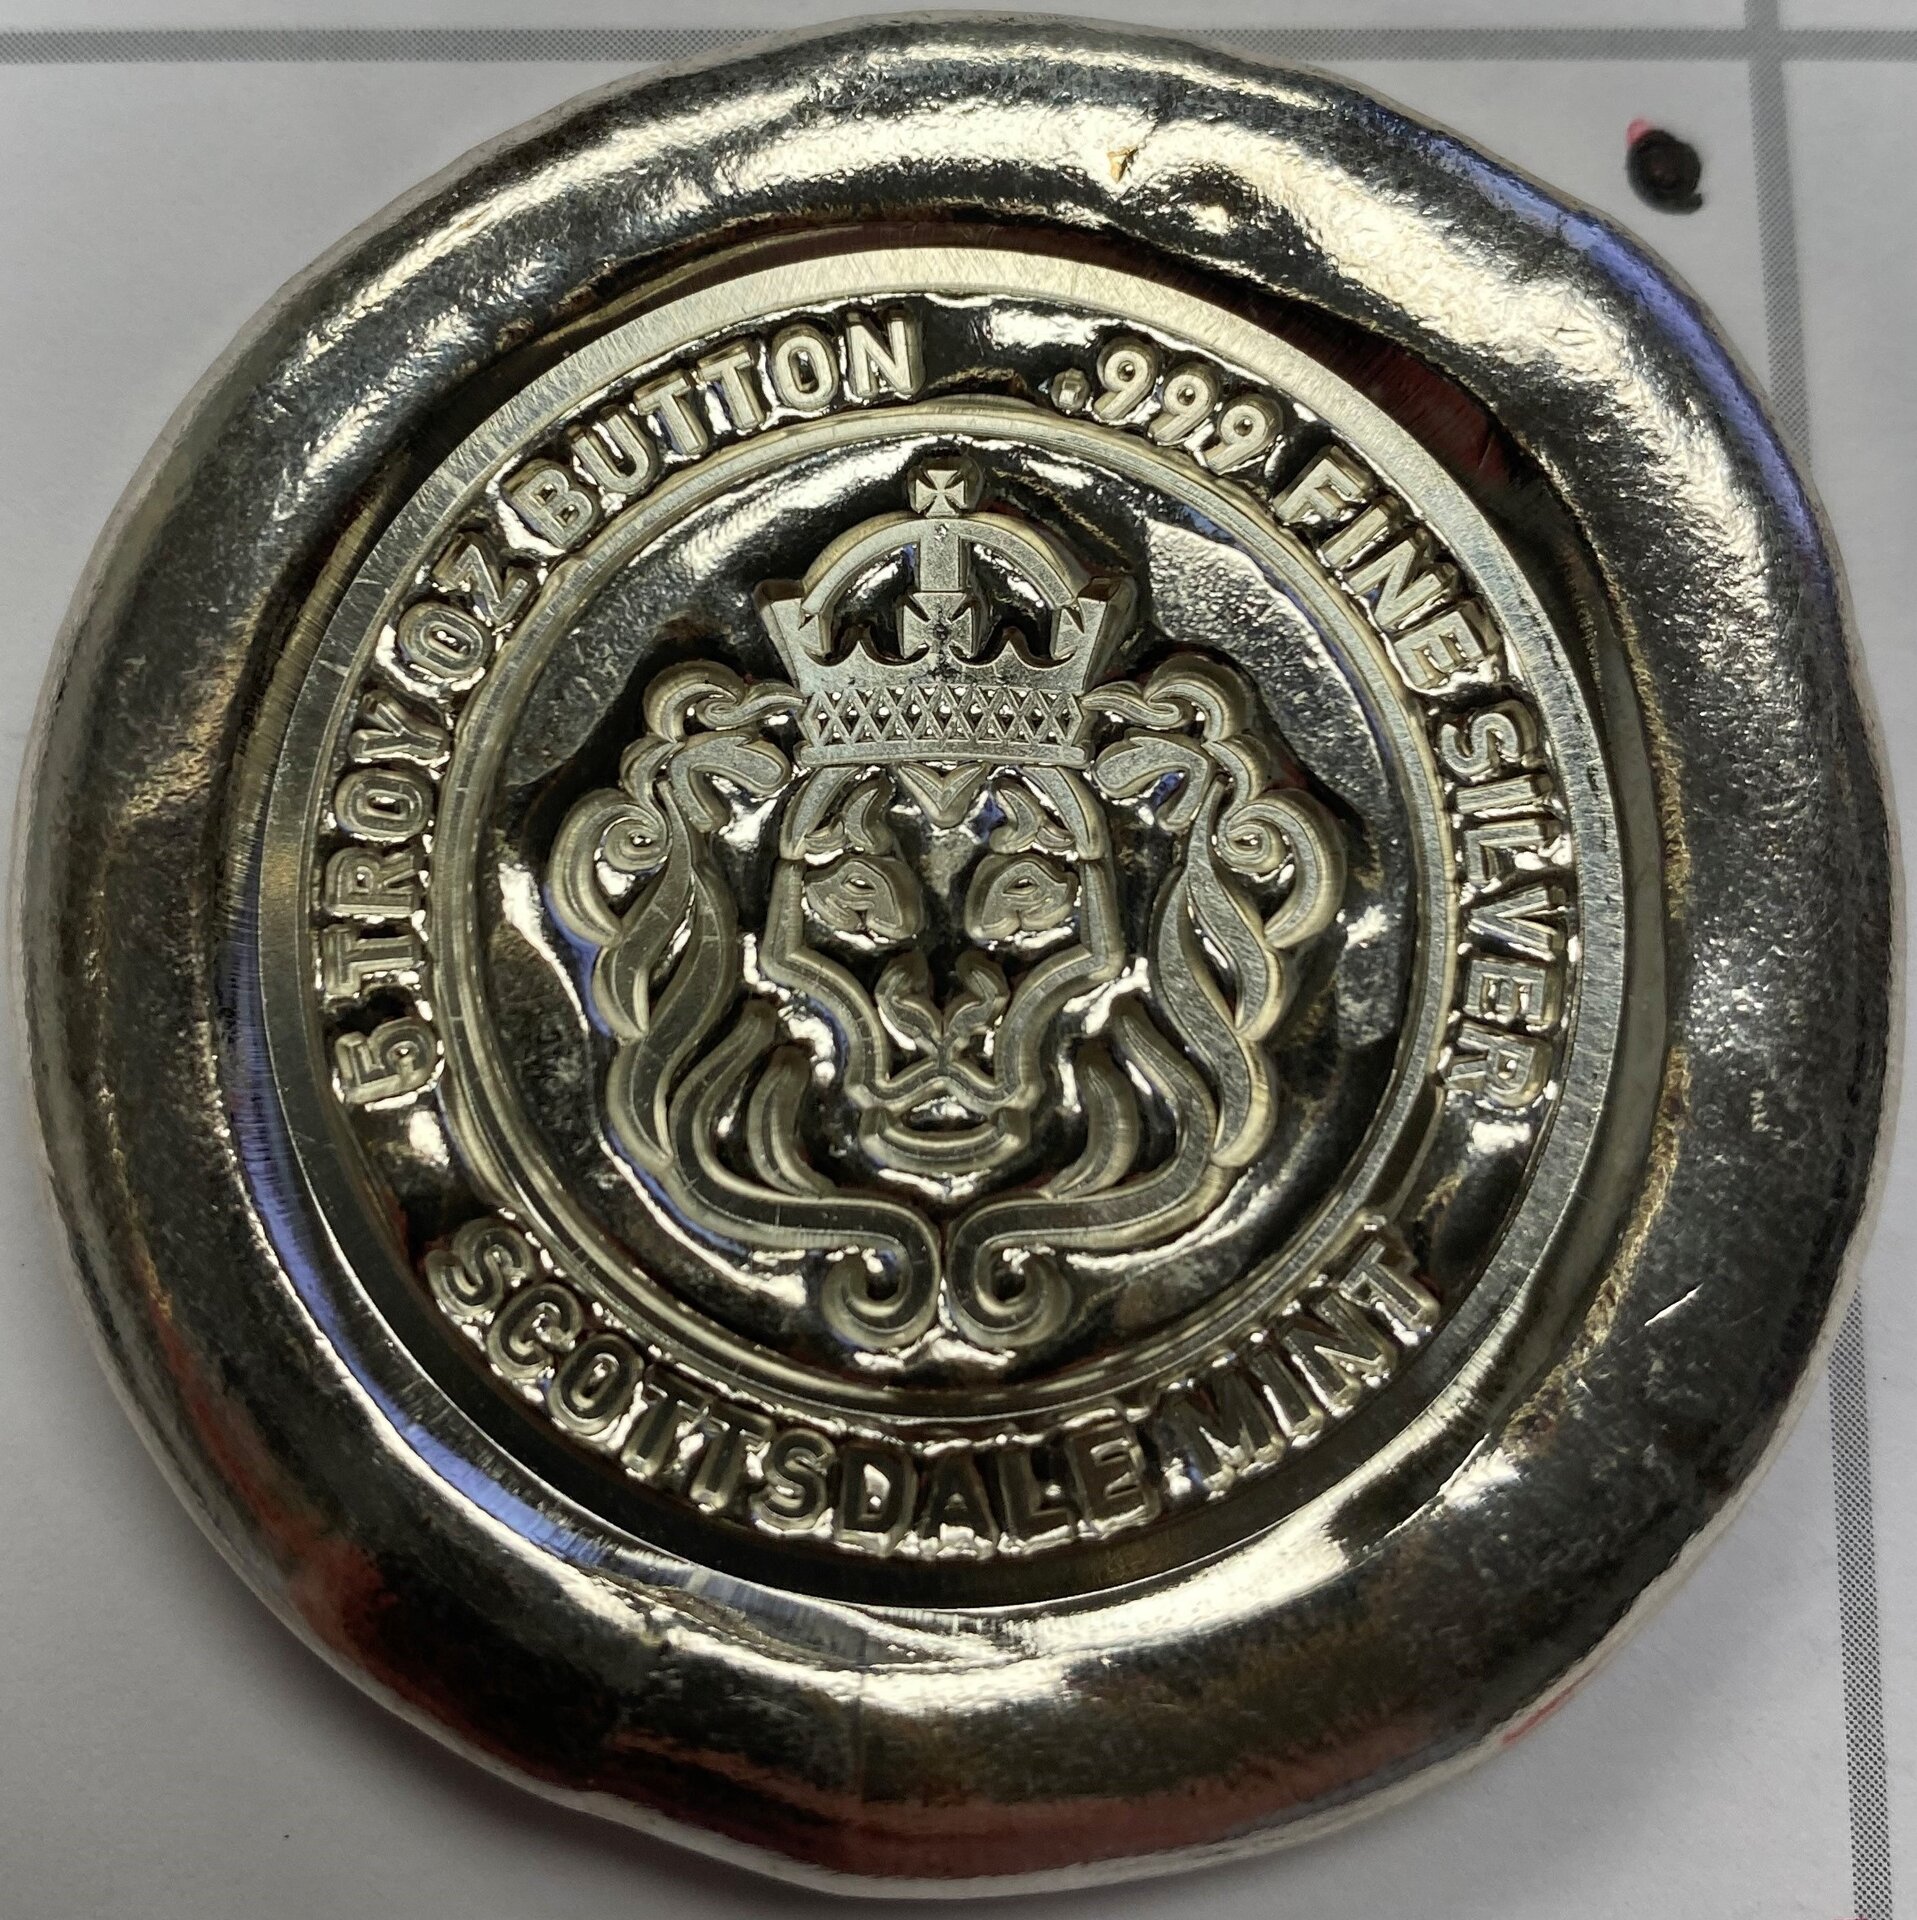 5 TROY OZ BUTTON .999 FINE SILVER
SCOTTSDALE MINT